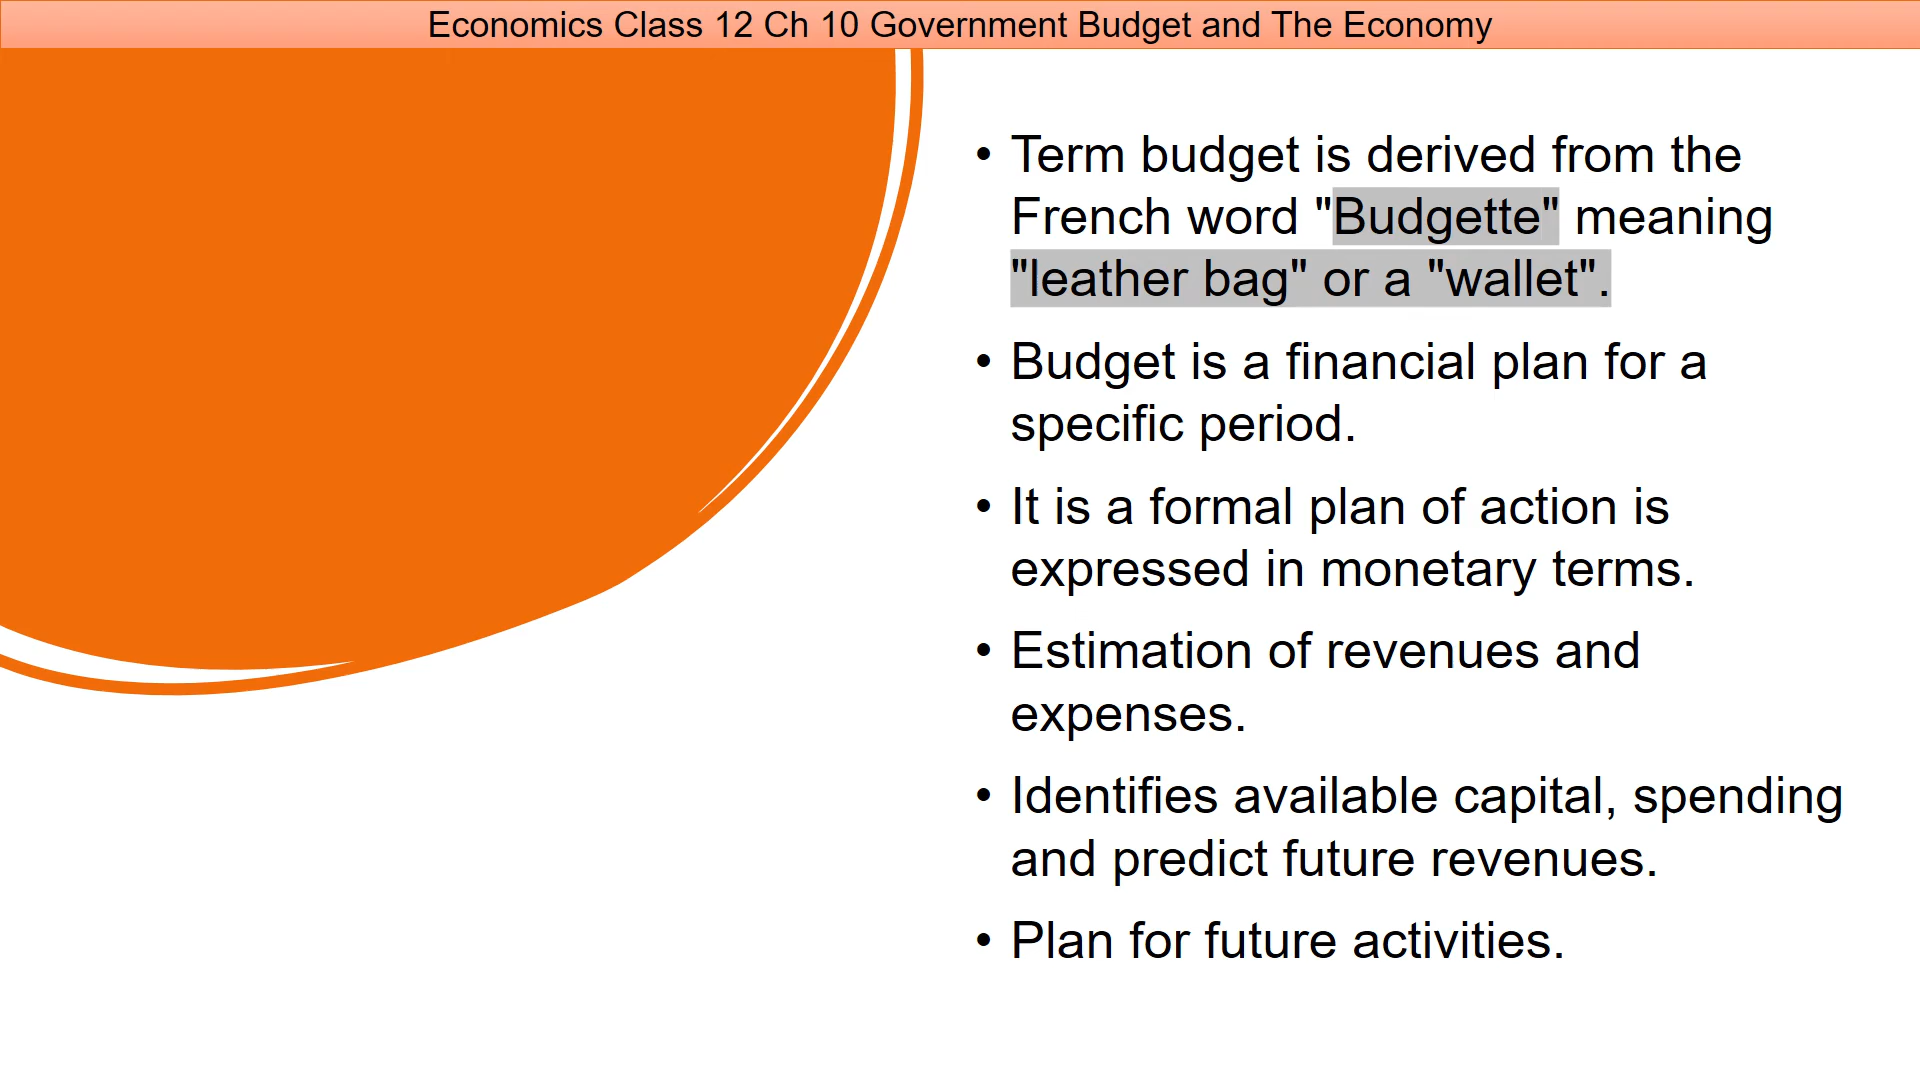 Economics Class 12 Ch 10 Government Budget and The Economy
• Term budget is derived from the
French word "Budgette" meaning
"leather bag" or a "wallet".
• Budget is a financial plan for a
specific period.
• It is a formal plan of action is
expressed in monetary terms.
• Estimation of revenues and
expenses.
• Identifies available capital, spending
and predict future revenues.
• Plan for future activities.